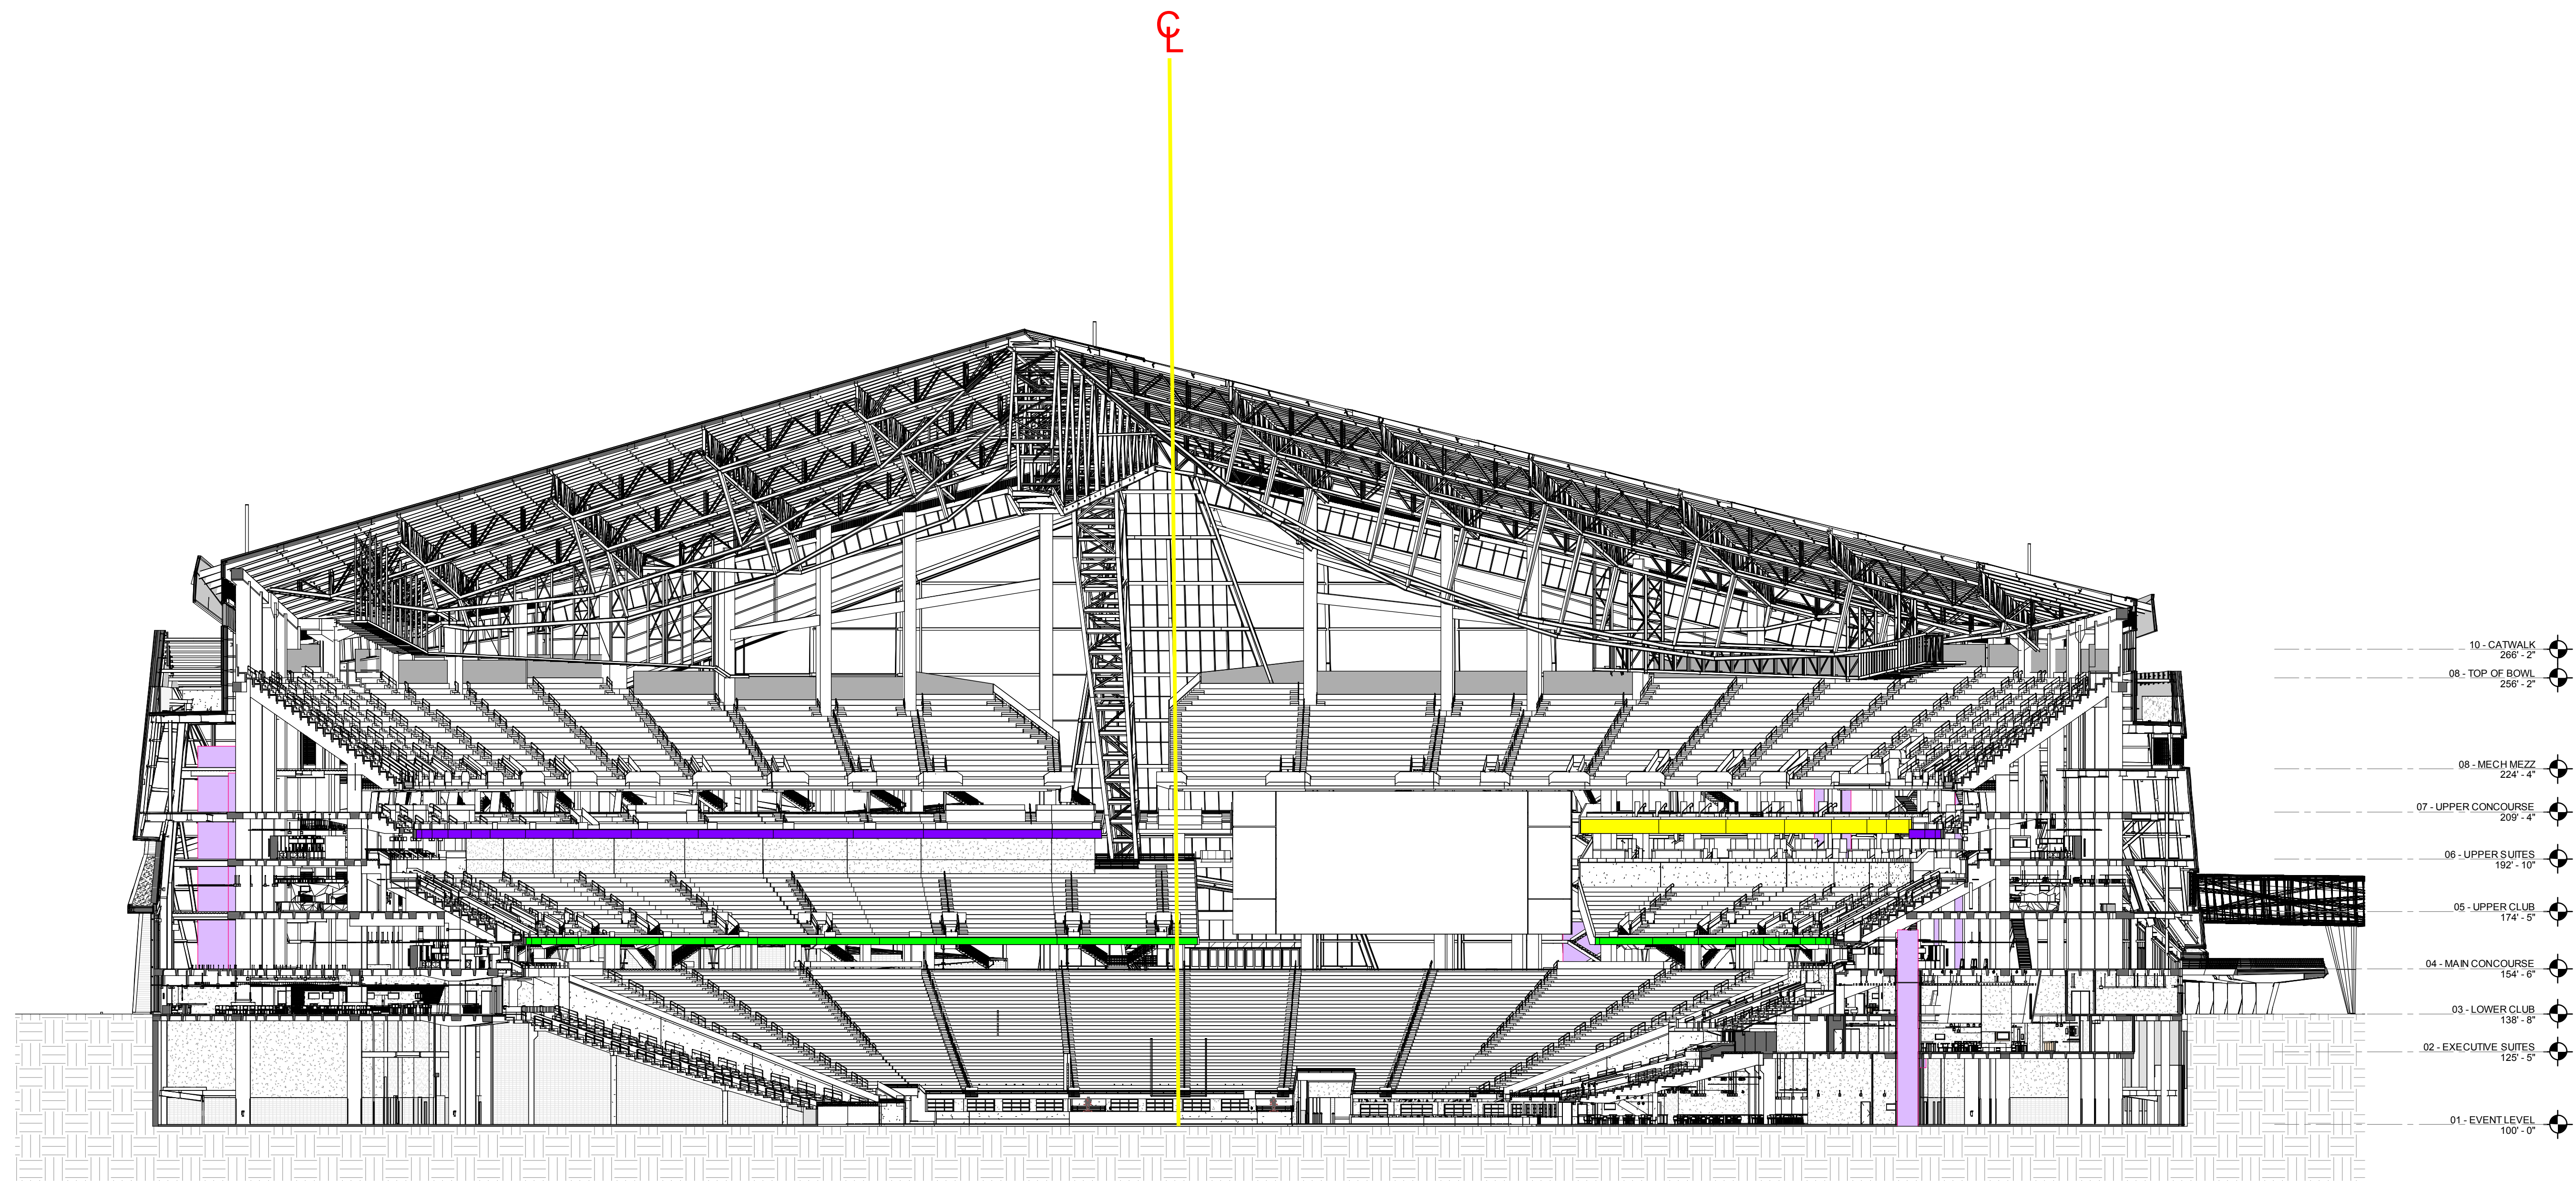 CL
10 - CATWALK
266' - 2"
08 - TOP OF BOWL
256' - 2"
08 - MECH MEZZ
224' - 4"
07 - UPPER CONCOURSE
209' - 4"
06 - UPPER SUITES
192' - 10"
05 - UPPER CLUB
174' - 5"
04 - MAIN CONCOURSE
154' - 6"
03 - LOWER CLUB
138' - 8"
02 - EXECUTIVE SUITES
125' - 5"
01 - EVENT LEVEL
100' - 0"